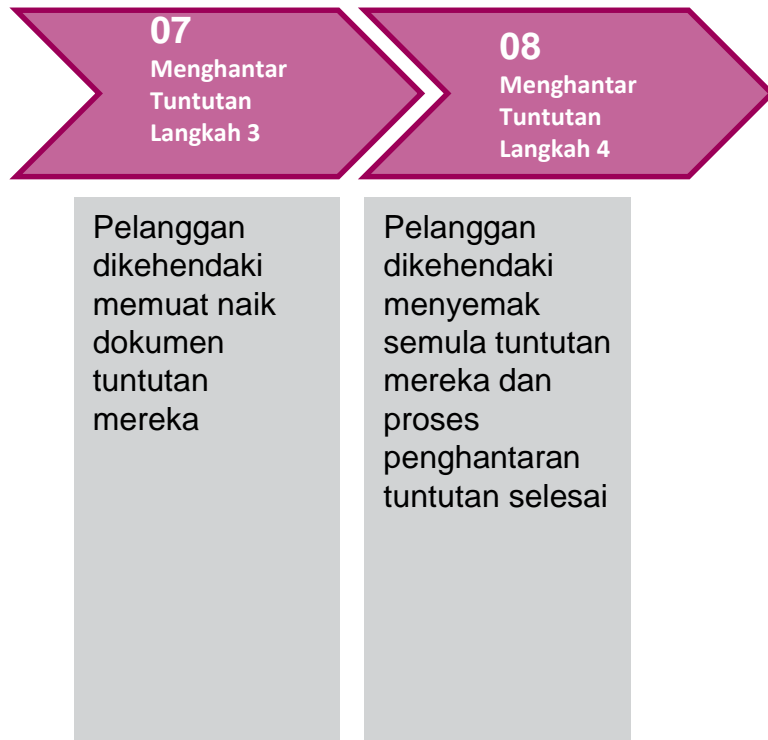 07
Menghantar
Tuntutan
Langkah 3
08
Menghantar
Tuntutan
Langkah 4
Pelanggan
dikehendaki
memuat naik
dokumen
tuntutan
mereka
Pelanggan
dikehendaki
menyemak
semula tuntutan
mereka dan
proses
penghantaran
tuntutan selesai